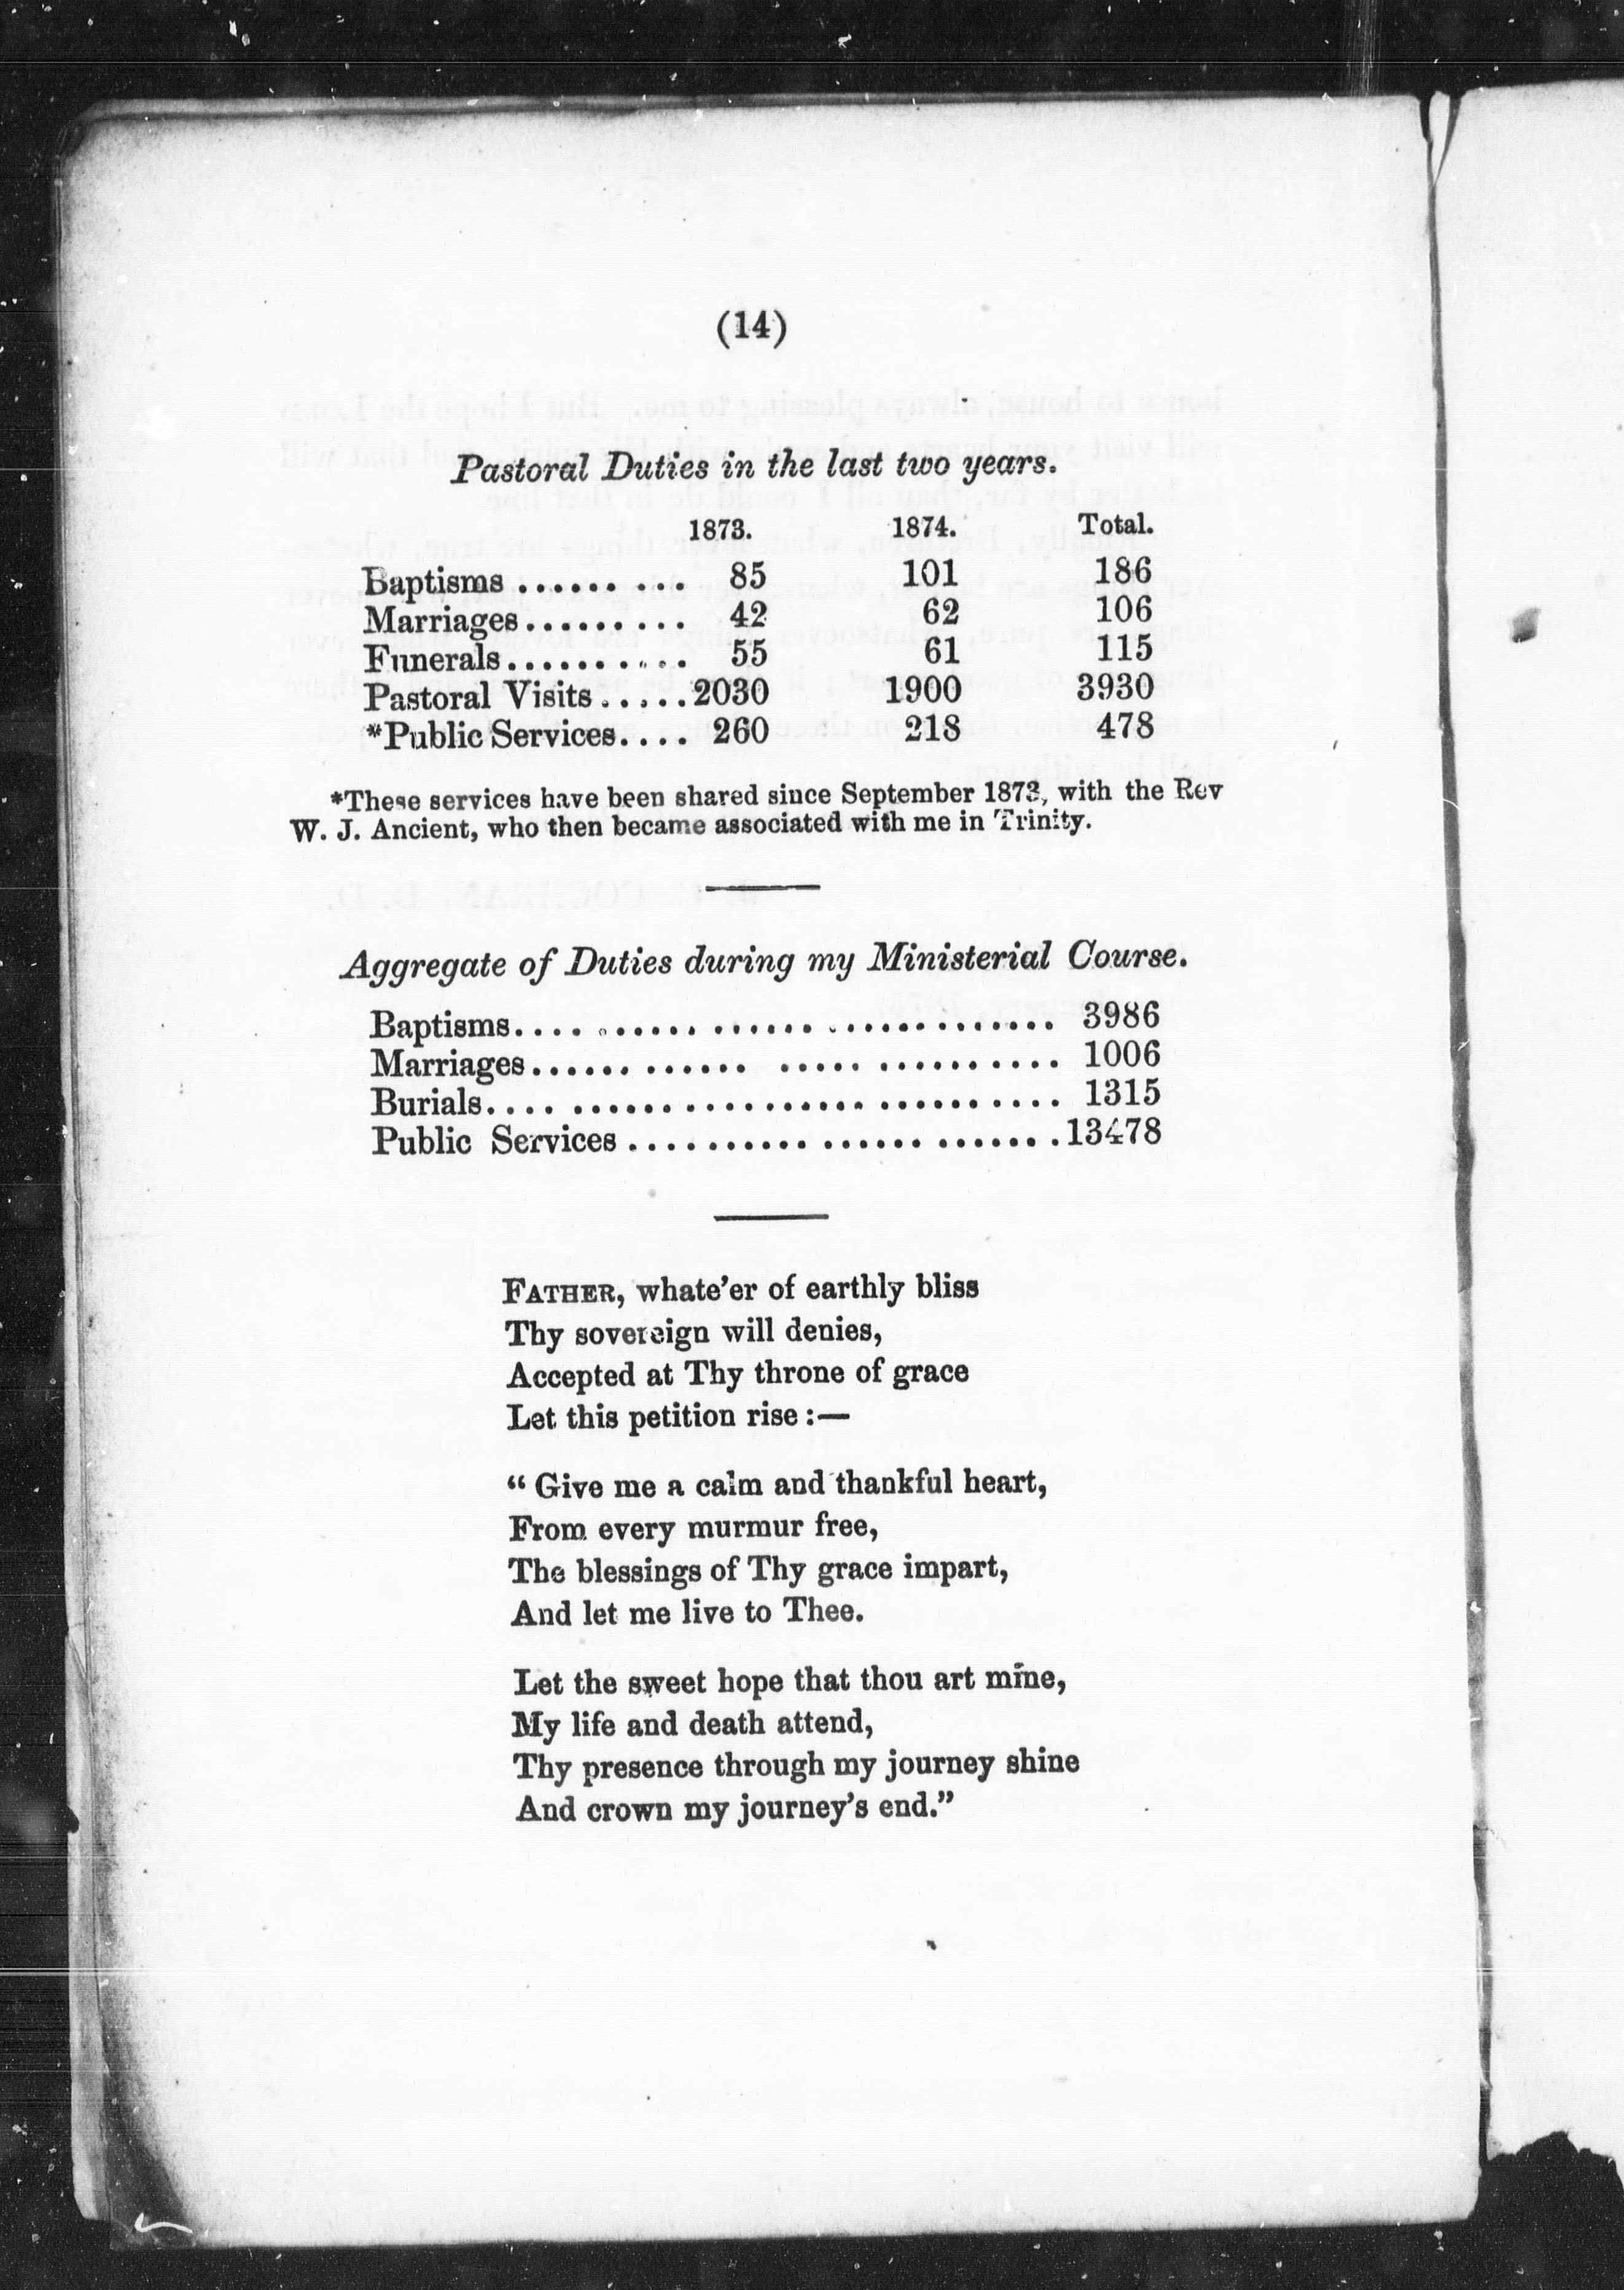 (14)
Pastoral Duties in the last two years.
1873. 1874. Total.
Baptisms ...... ... 85 101 186
Marriages......... 42 62 106
Funerals.......... 55 61 115
Pastoral Visits.....2030 1900 3930
*Public Services.... 260 218 478
*These services have been shared since September 1873, with the Rev
W. J. Ancient, who then became associated with me in Trinity.
Aggregate of Duties during my Ministerial Course.
Baptisms.... ...... ...... ............ 3986
Marriages...... ...... ..... .......... 1006
Burials.... ............... .......... 1315
Public Services .......... ...... .......13478
FATHER, whate'er of earthly bliss
Thy sovereign will denies,
Accepted at Thy throne of grace
Let this petition rise :—
“ Give me a calm and thankful heart,
From every murmur free,
The blessings of Thy grace impart,
And let me live to Thee.
Let the sweet hope that thou art mine,
My life and death attend,
Thy presence through my journey shine
And crown my journey's end.”